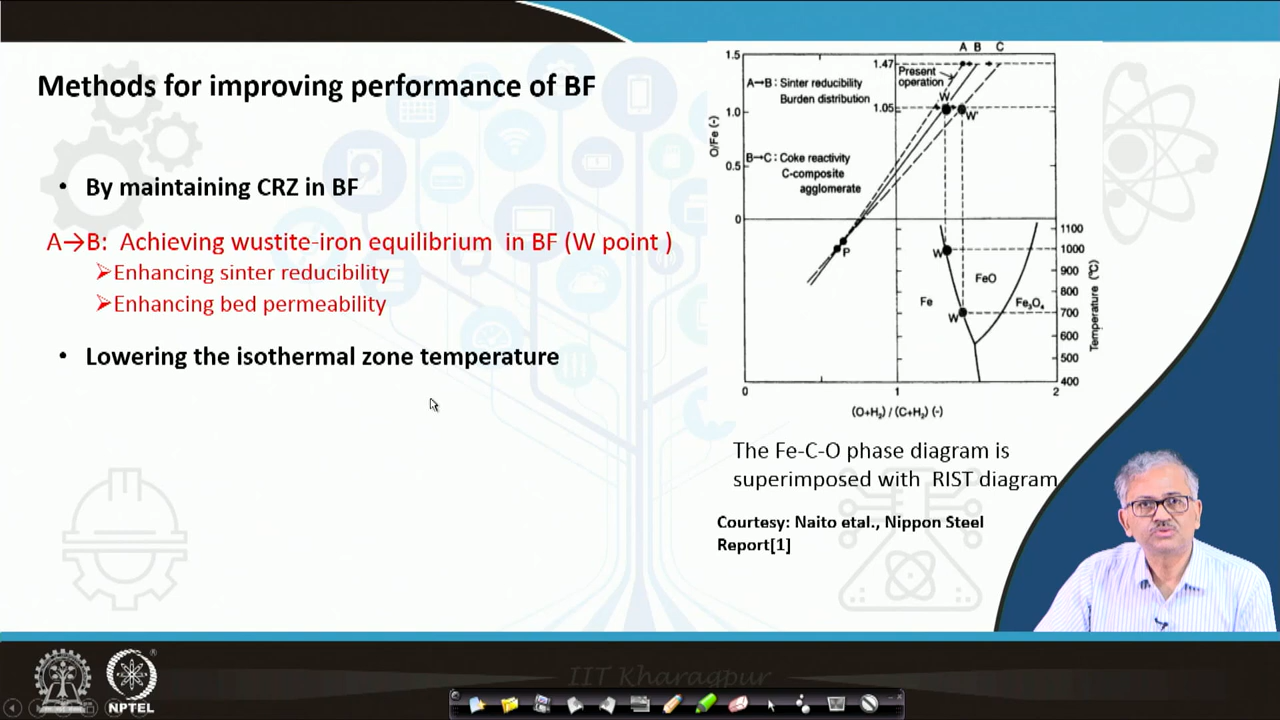 Methods for improving performance of BF
• By maintaining CRZ in BF
A→B: Achieving wustite-iron equilibrium in BF (W point )
➢Enhancing sinter reducibility
➢Enhancing bed permeability
• Lowering the isothermal zone temperature
A B C
1.5
1.47
Present
operation
A→B : Sinter reducibility
Burden distribution
W
1.05
W'
1.0
O/Fe (-)
0.5
B→C : Coke reactivity
C-composite
agglomerate
0
P
1100
W
1000
FeO
900
Fe
Fe₃O₄
800
W'
700
600
500
400
Temperature (℃)
0 1 2
(O+H₂) / (C+H₂) (-)
The Fe-C-O phase diagram is
superimposed with RIST diagram
Courtesy: Naito etal., Nippon Steel
Report[1]
IIT Kharagpur
NPTEL
®